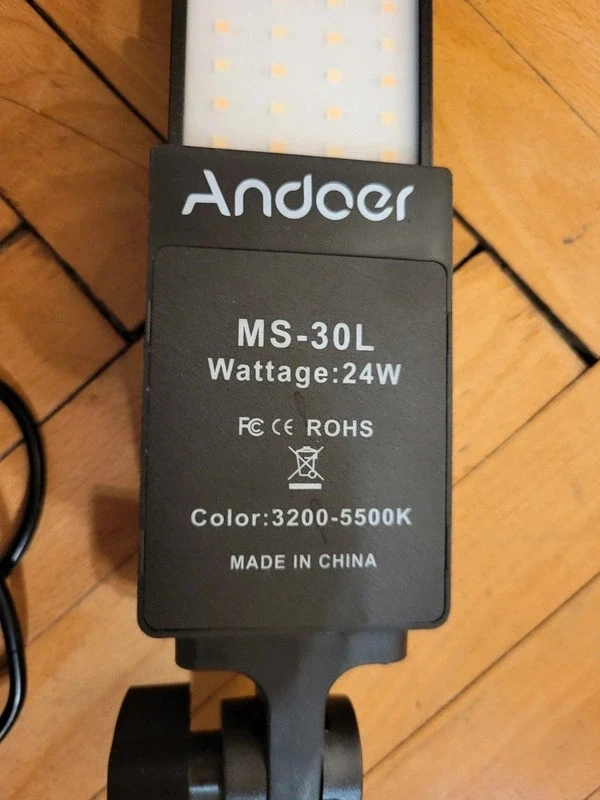 Andoer
MS-30L
Wattage:24W
FC CE ROHS
Color:3200-5500K
MADE IN CHINA